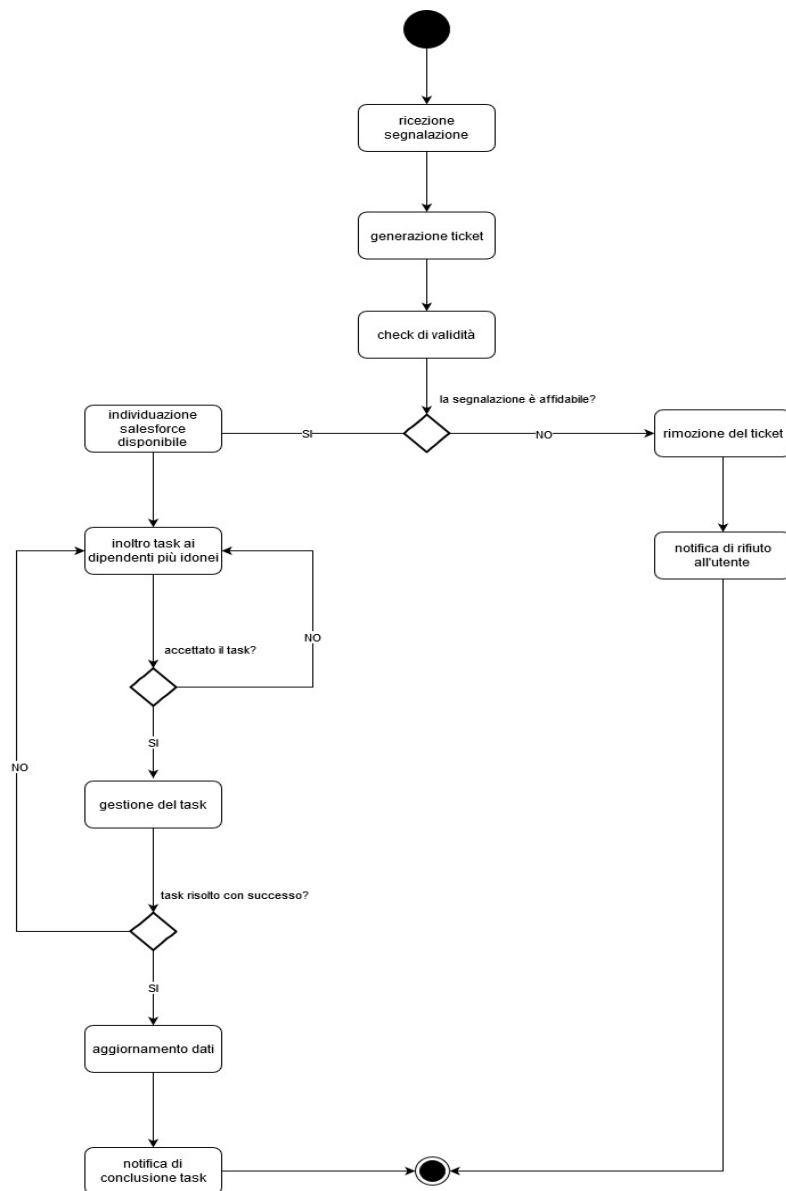 ricezione
segnalazione
generazione ticket
check di validità
la segnalazione è affidabile?
individuazione
salesforce
disponibile
SI
NO
rimozione del ticket
inoltro task ai
dipendenti più idonei
notifica di rifiuto
all'utente
NO
accettato il task?
SI
NO
gestione del task
task risolto con successo?
SI
aggiornamento dati
notifica di
conclusione task